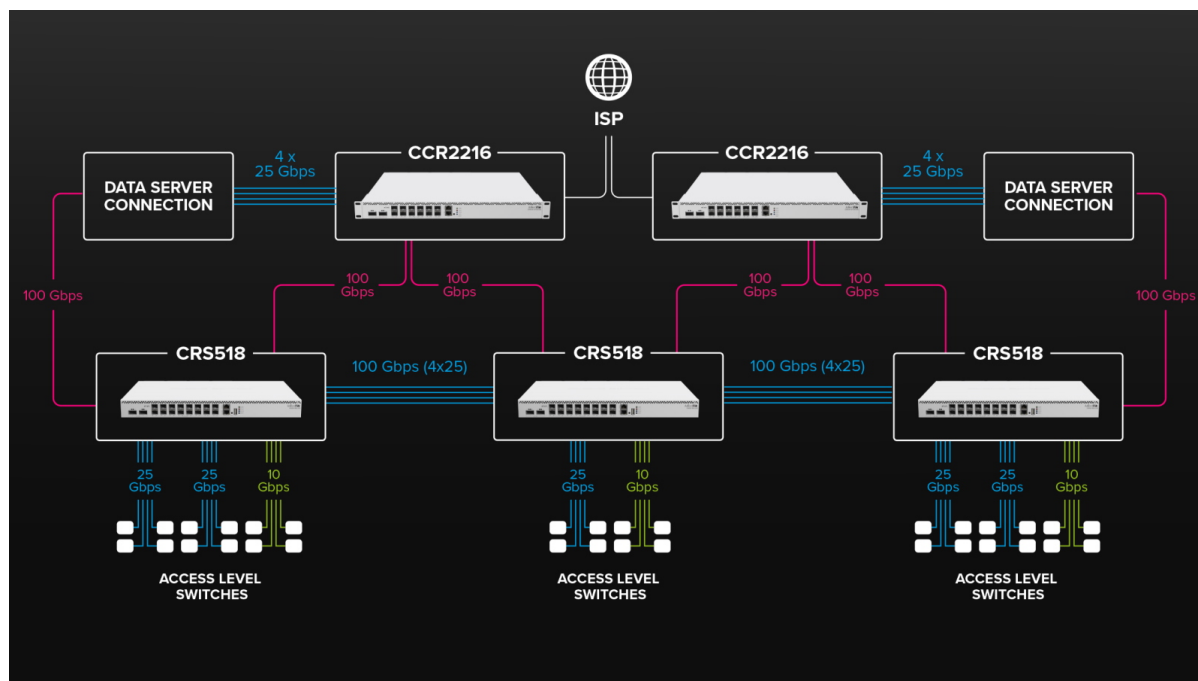 ISP
CCR2216
CCR2216
4 x
25 Gbps
4 x
25 Gbps
DATA SERVER
CONNECTION
DATA SERVER
CONNECTION
100
Gbps
100
Gbps
100
Gbps
100
Gbps
100 Gbps
100 Gbps
CRS518
CRS518
CRS518
100 Gbps (4x25)
100 Gbps (4x25)
25
Gbps
25
Gbps
10
Gbps
25
Gbps
10
Gbps
25
Gbps
25
Gbps
10
Gbps
ACCESS LEVEL
SWITCHES
ACCESS LEVEL
SWITCHES
ACCESS LEVEL
SWITCHES